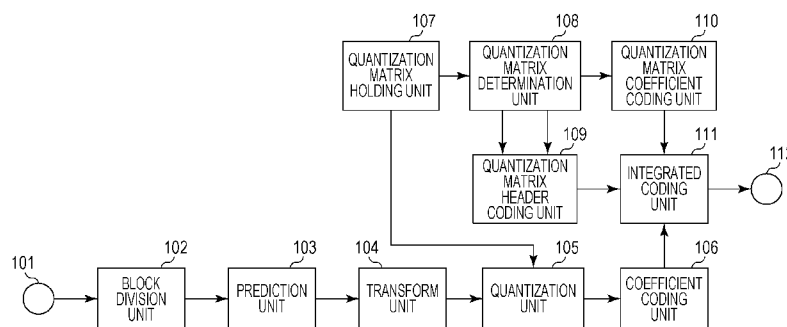 107
108
110
QUANTIZATION
MATRIX
HOLDING UNIT
QUANTIZATION
MATRIX
DETERMINATION
UNIT
QUANTIZATION
MATRIX
COEFFICIENT
CODING UNIT
109
111
112
QUANTIZATION
MATRIX
HEADER
CODING UNIT
INTEGRATED
CODING
UNIT
101
102
103
104
105
106
BLOCK
DIVISION
UNIT
PREDICTION
UNIT
TRANSFORM
UNIT
QUANTIZATION
UNIT
COEFFICIENT
CODING UNIT